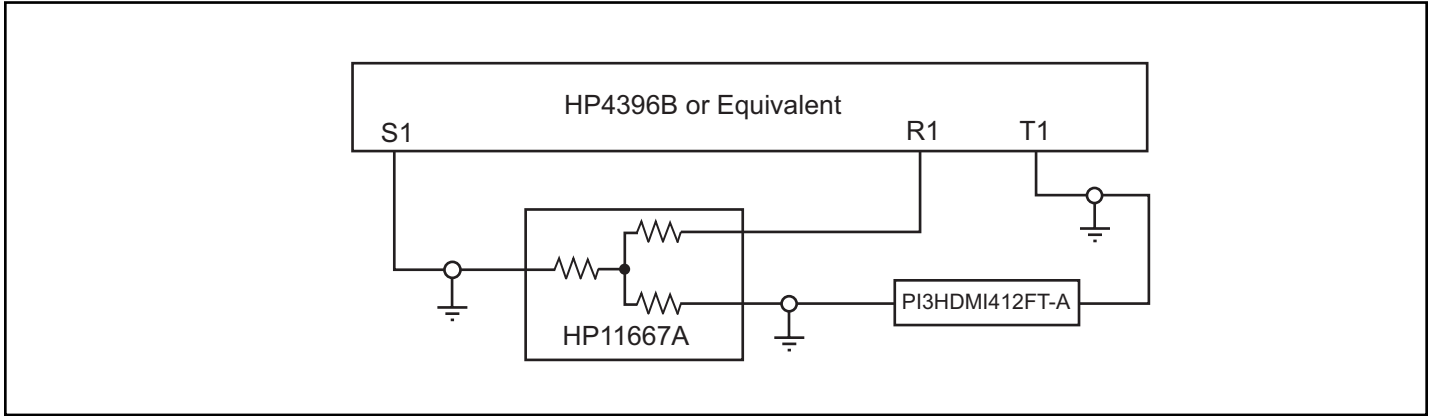 HP4396B or Equivalent
S1
R1
T1
PI3HDMI412FT-A
HP11667A